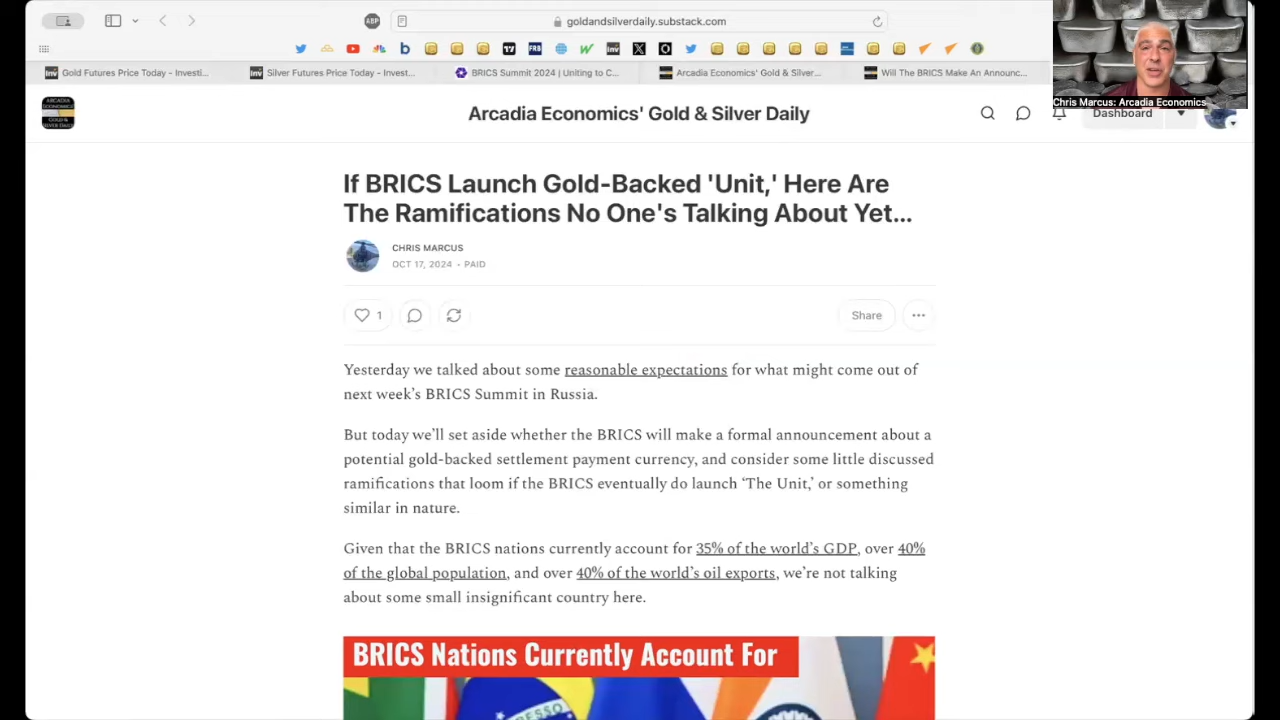 goldandsilverdaily.substack.com
ABP
Gold Futures Price Today - Investi...
Silver Futures Price Today - Invest...
BRICS Summit 2024 | Uniting to C...
Arcadia Economics' Gold & Silver...
Will The BRICS Make An Announc...
Chris Marcus: Arcadia Economics
Arcadia Economics' Gold & Silver Daily
Dashboard
If BRICS Launch Gold-Backed 'Unit,' Here Are
The Ramifications No One's Talking About Yet...
CHRIS MARCUS
OCT 17, 2024 • PAID
1
Share
Yesterday we talked about some reasonable expectations for what might come out of
next week’s BRICS Summit in Russia.
But today we’ll set aside whether the BRICS will make a formal announcement about a
potential gold-backed settlement payment currency, and consider some little discussed
ramifications that loom if the BRICS eventually do launch ‘The Unit,’ or something
similar in nature.
Given that the BRICS nations currently account for 35% of the world’s GDP, over 40%
of the global population, and over 40% of the world’s oil exports, we’re not talking
about some small insignificant country here.
BRICS Nations Currently Account For